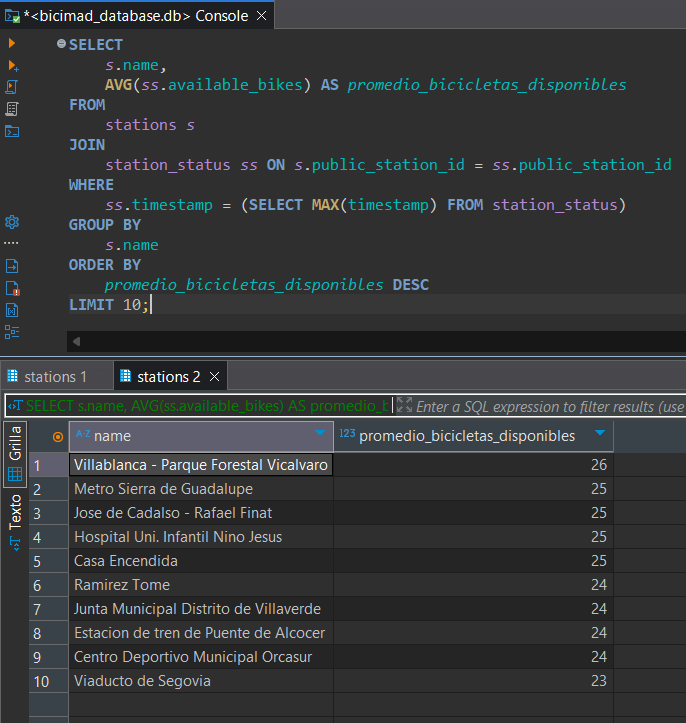 *<bicimad_database.db> Console
SELECT
s.name,
AVG(ss.available_bikes) AS promedio_bicicletas_disponibles
FROM
stations s
JOIN
station_status ss ON s.public_station_id = ss.public_station_id
WHERE
ss.timestamp = (SELECT MAX(timestamp) FROM station_status)
GROUP BY
s.name
ORDER BY
promedio_bicicletas_disponibles DESC
LIMIT 10;
stations 1 stations 2
SELECT s.name, AVG(ss.available_bikes) AS promedio_b Enter a SQL expression to filter results (use
Grilla
Texto
A-Z name 123 promedio_bicicletas_disponibles
1 Villablanca - Parque Forestal Vicalvaro 26
2 Metro Sierra de Guadalupe 25
3 Jose de Cadalso - Rafael Finat 25
4 Hospital Uni. Infantil Nino Jesus 25
5 Casa Encendida 25
6 Ramirez Tome 24
7 Junta Municipal Distrito de Villaverde 24
8 Estacion de tren de Puente de Alcocer 24
9 Centro Deportivo Municipal Orcasur 24
10 Viaducto de Segovia 23